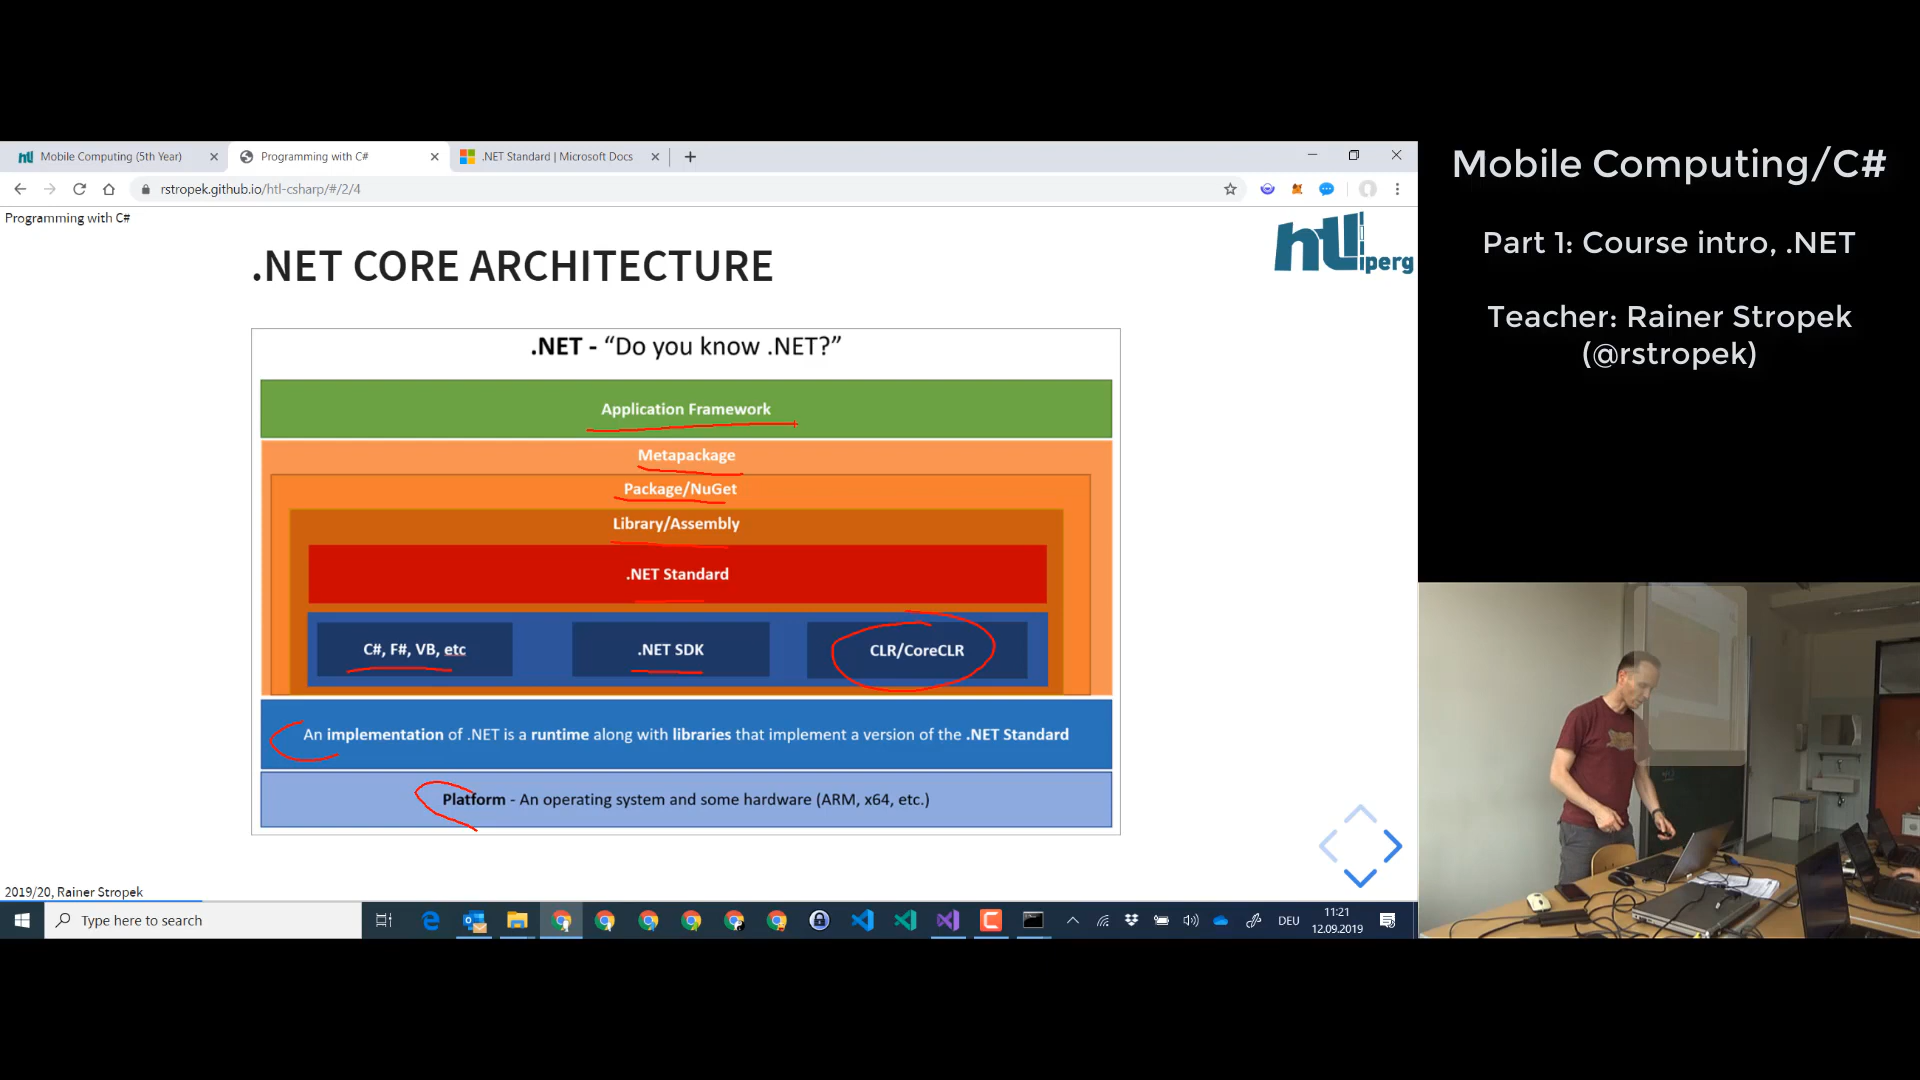 Mobile Computing (5th Year)
Programming with C#
.NET Standard | Microsoft Docs
rstropek.github.io/htl-csharp/#/2/4
Programming with C#
htl
iperg
.NET CORE ARCHITECTURE
.NET - “Do you know .NET?”
Application Framework
Metapackage
Package/NuGet
Library/Assembly
.NET Standard
C#, F#, VB, etc
.NET SDK
CLR/CoreCLR
An implementation of .NET is a runtime along with libraries that implement a version of the .NET Standard
Platform - An operating system and some hardware (ARM, x64, etc.)
2019/20, Rainer Stropek
Type here to search
DEU
11:21
12.09.2019
Mobile Computing/C#
Part 1: Course intro, .NET
Teacher: Rainer Stropek
(@rstropek)